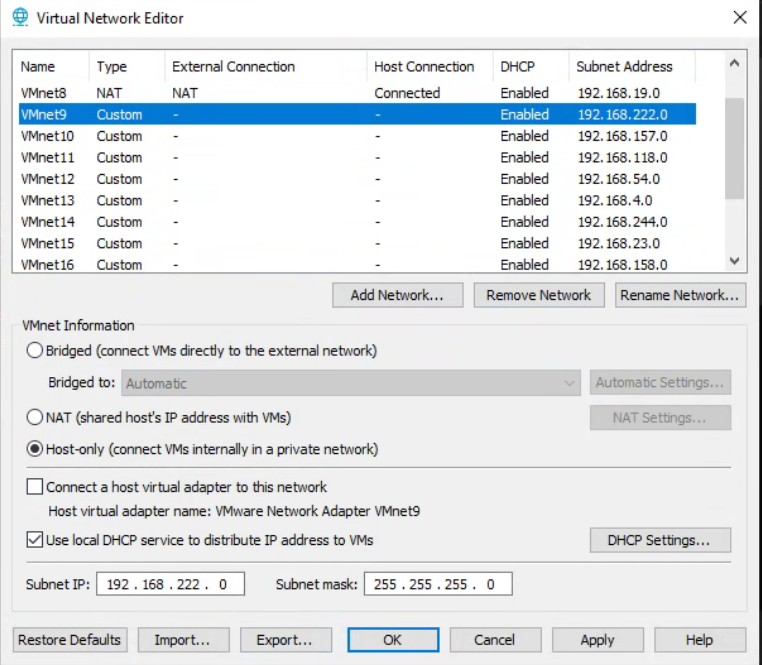 Virtual Network Editor
Name Type External Connection Host Connection DHCP Subnet Address
VMnet8 NAT NAT Connected Enabled 192.168.19.0
VMnet9 Custom - - Enabled 192.168.222.0
VMnet10 Custom - - Enabled 192.168.157.0
VMnet11 Custom - - Enabled 192.168.118.0
VMnet12 Custom - - Enabled 192.168.54.0
VMnet13 Custom - - Enabled 192.168.4.0
VMnet14 Custom - - Enabled 192.168.244.0
VMnet15 Custom - - Enabled 192.168.23.0
VMnet16 Custom - - Enabled 192.168.158.0
Add Network... Remove Network Rename Network...
VMnet Information
Bridged (connect VMs directly to the external network)
Bridged to: Automatic Automatic Settings...
NAT (shared host's IP address with VMs) NAT Settings...
Host-only (connect VMs internally in a private network)
Connect a host virtual adapter to this network
Host virtual adapter name: VMware Network Adapter VMnet9
Use local DHCP service to distribute IP address to VMs DHCP Settings...
Subnet IP: 192 . 168 . 222 . 0 Subnet mask: 255 . 255 . 255 . 0
Restore Defaults Import... Export... OK Cancel Apply Help